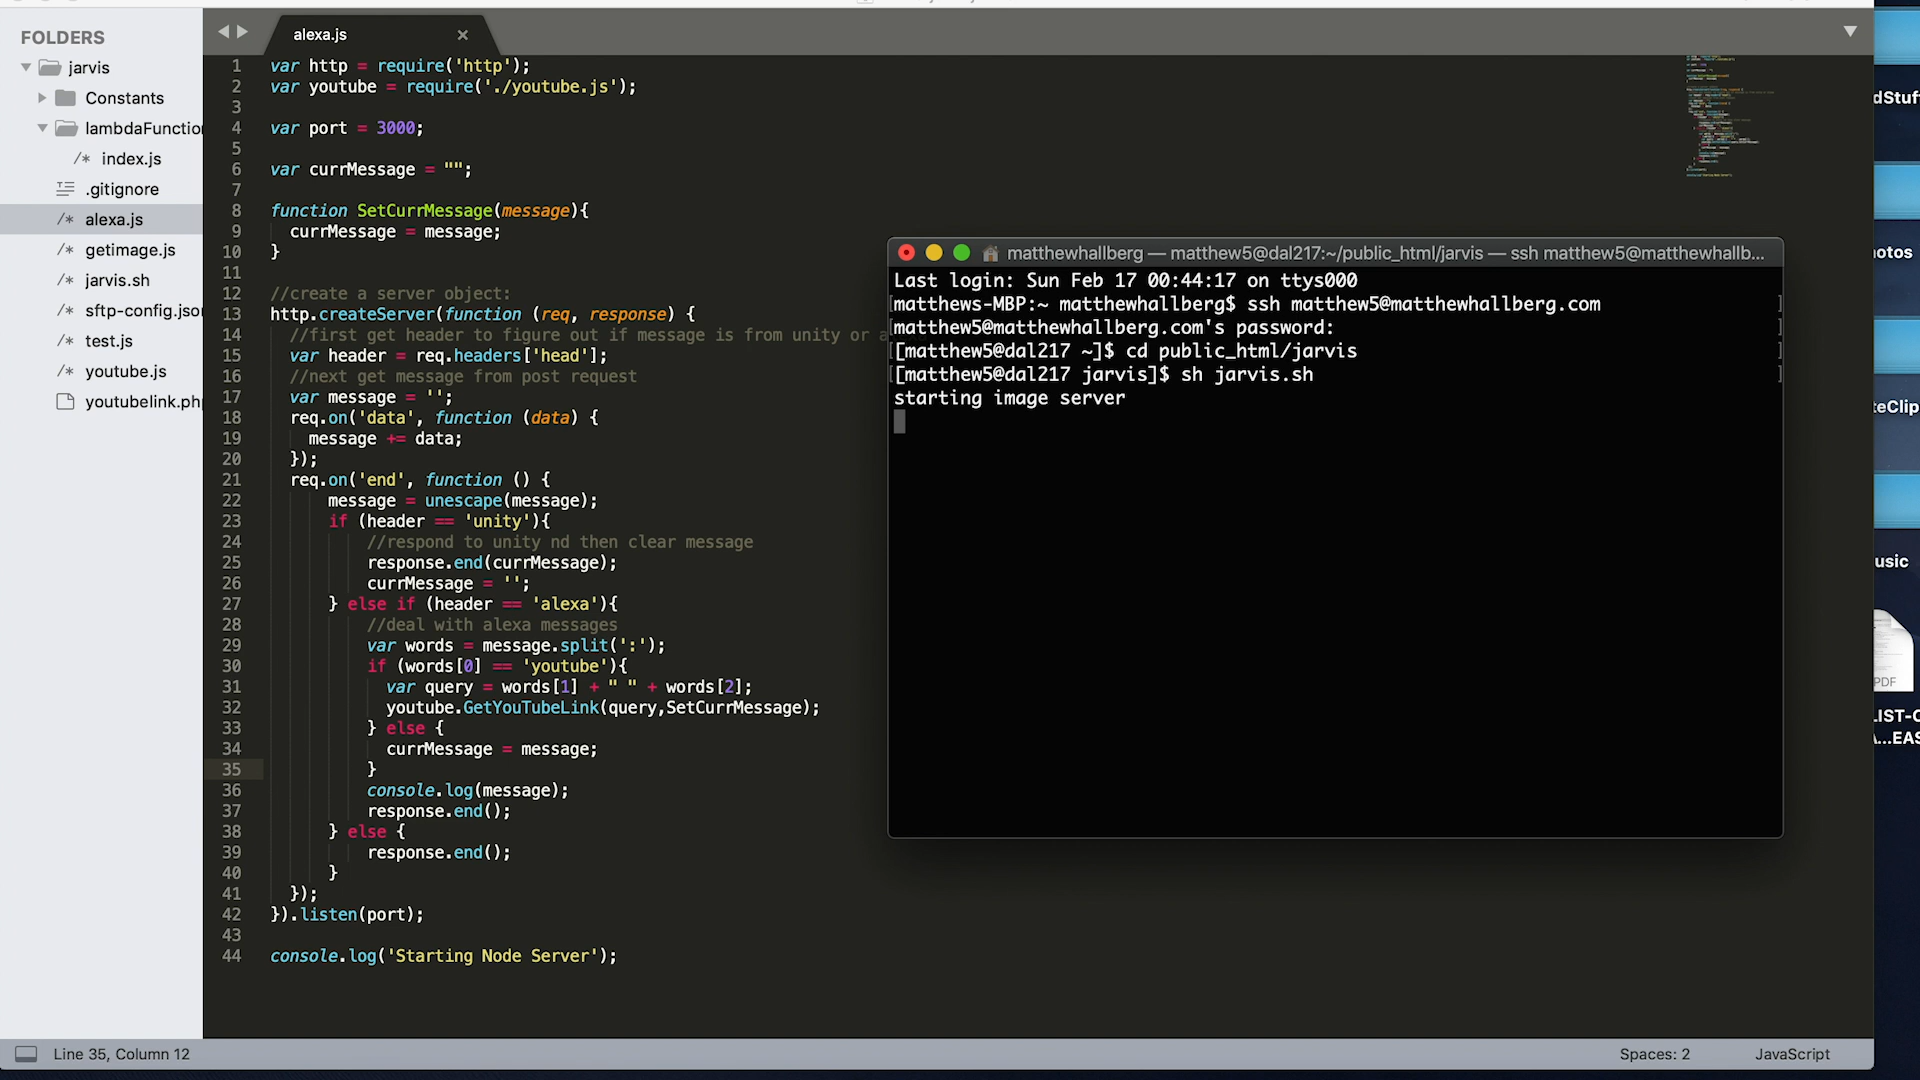 FOLDERS
jarvis
Constants
lambdaFunctio
/* index.js
.gitignore
/* alexa.js
/* getimage.js
/* jarvis.sh
/* sftp-config.jso
/* test.js
/* youtube.js
youtubelink.ph
alexa.js ×
1 var http = require('http');
2 var youtube = require('./youtube.js');
3
4 var port = 3000;
5
6 var currMessage = "";
7
8 function SetCurrMessage(message){
9 currMessage = message;
10 }
11
12 //create a server object:
13 http.createServer(function (req, response) {
14 //first get header to figure out if message is from unity or a
15 var header = req.headers['head'];
16 //next get message from post request
17 var message = '';
18 req.on('data', function (data) {
19 message += data;
20 });
21 req.on('end', function () {
22 message = unescape(message);
23 if (header == 'unity'){
24 //respond to unity nd then clear message
25 response.end(currMessage);
26 currMessage = '';
27 } else if (header == 'alexa'){
28 //deal with alexa messages
29 var words = message.split(':');
30 if (words[0] == 'youtube'){
31 var query = words[1] + " " + words[2];
32 youtube.GetYouTubeLink(query,SetCurrMessage);
33 } else {
34 currMessage = message;
35 }
36 console.log(message);
37 response.end();
38 } else {
39 response.end();
40 }
41 });
42 }).listen(port);
43
44 console.log('Starting Node Server');
matthewhallberg — matthew5@dal217:~/public_html/jarvis — ssh matthew5@matthewhallb...
Last login: Sun Feb 17 00:44:17 on ttys000
[matthews-MBP:~ matthewhallberg$ ssh matthew5@matthewhallberg.com ]
[matthew5@matthewhallberg.com's password: ]
[[matthew5@dal217 ~]$ cd public_html/jarvis ]
[[matthew5@dal217 jarvis]$ sh jarvis.sh ]
starting image server
dStuf
otos
teClip
usic
PDF
LIST-C
A...EAS
Line 35, Column 12
Spaces: 2
JavaScript